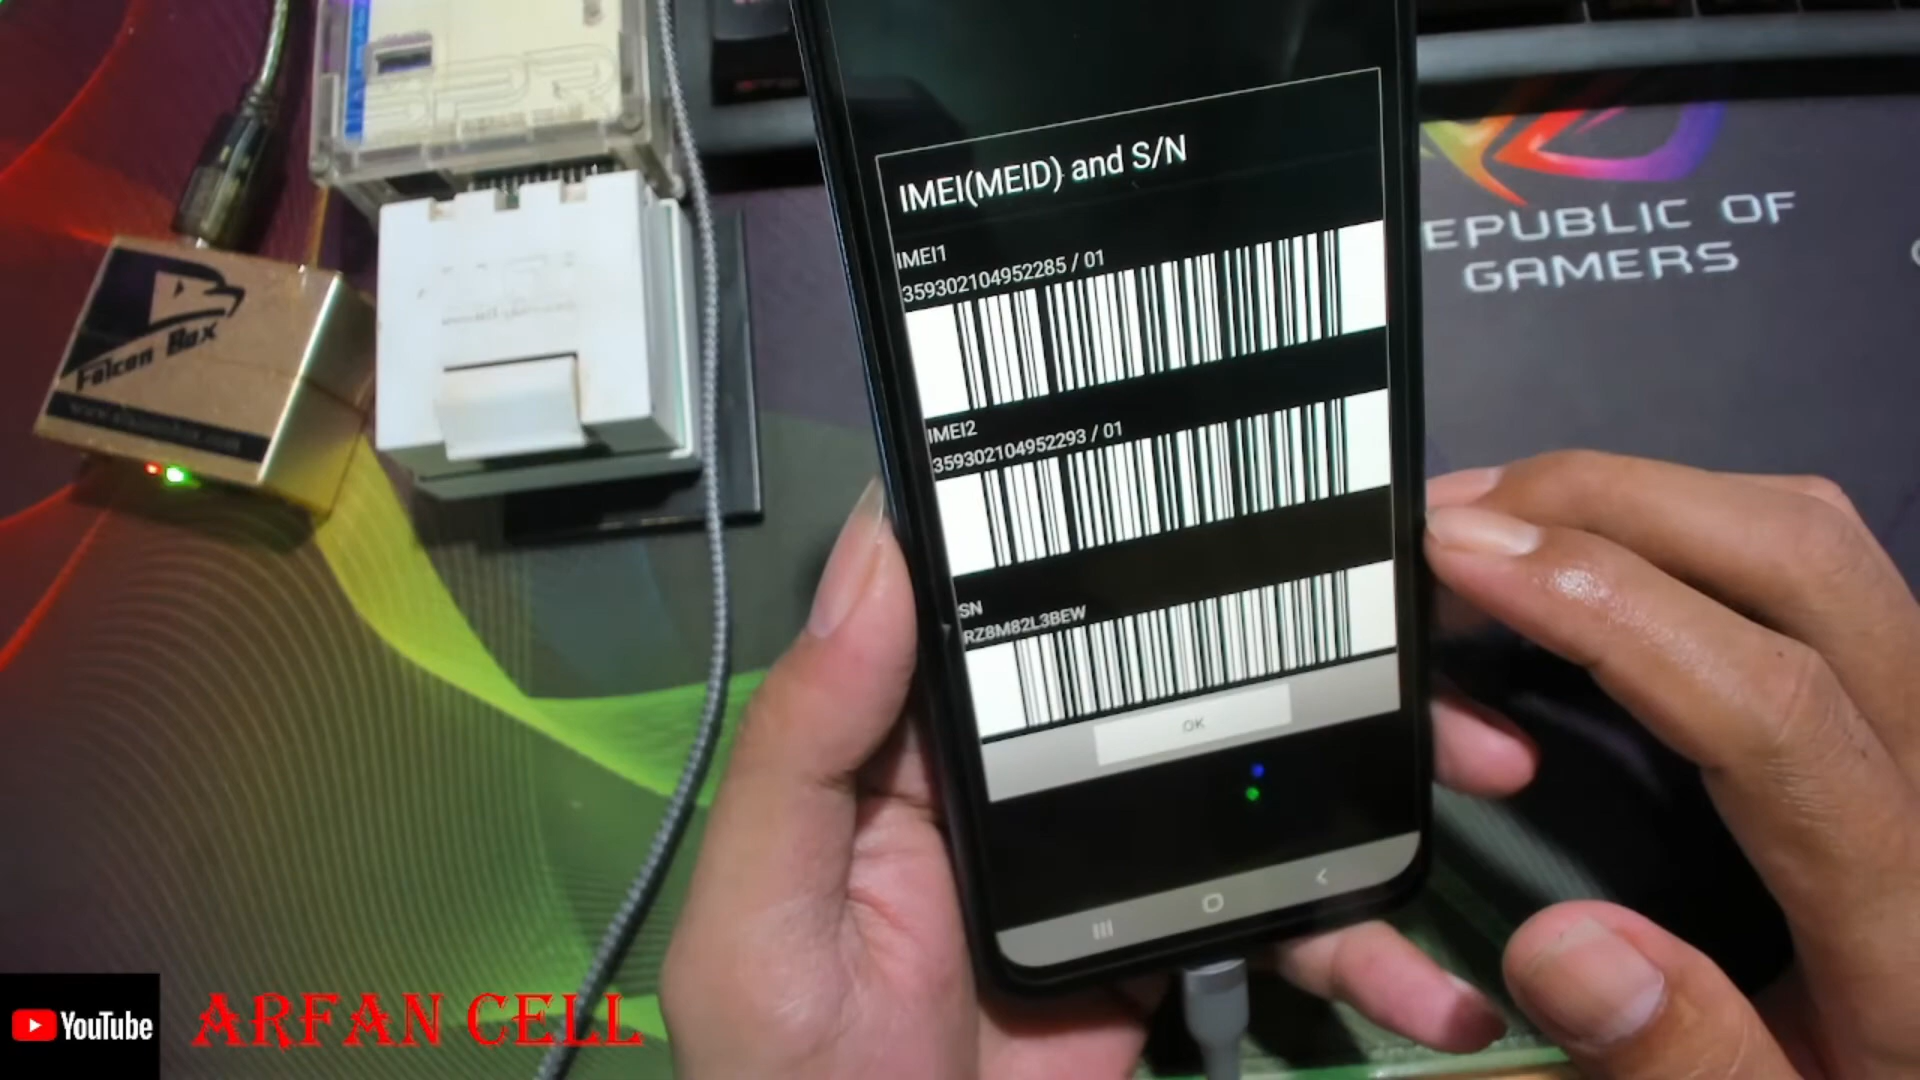 IMEI(MEID) and S/N
IMEI1
359302104952285 / 01
IMEI2
359302104952293 / 01
SN
RZ8M82L3BEW
OK
EPUBLIC OF
GAMERS
Falcon Box
YouTube
ARFAN CELL